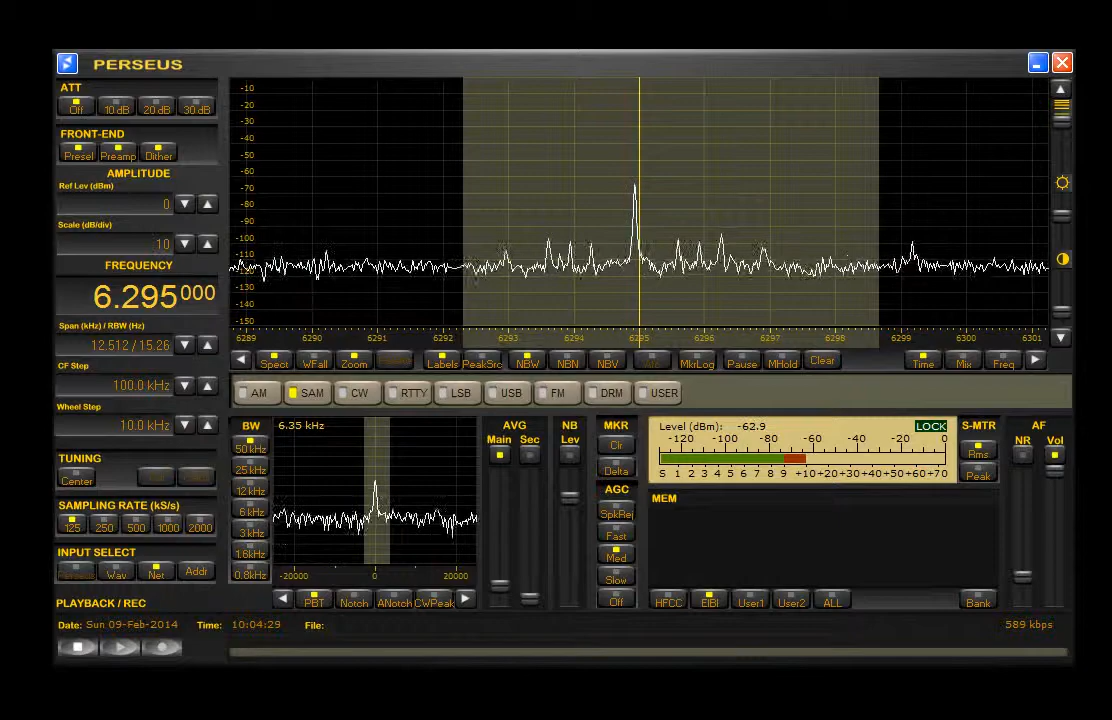 PERSEUS
ATT
Off 10 dB 20 dB 30 dB
FRONT-END
Presel Preamp Dither
AMPLITUDE
Ref Lev (dBm)
0
Scale (dB/div)
10
FREQUENCY
6.295000
Span (kHz) / RBW (Hz)
12.512 / 15.26
CF Step
100.0 kHz
Wheel Step
10.0 kHz
TUNING
Center
SAMPLING RATE (kS/s)
125 250 500 1000 2000
INPUT SELECT
Wav Net Addr
PLAYBACK / REC
-10
-20
-30
-40
-50
-60
-70
-80
-90
-100
-110
-120
-130
-140
-150
6289 6290 6291 6292 6293 6294 6295 6296 6297 6298 6299 6300 6301
Spect WFall Zoom Labels PeakSrc NBW NBN NBV MkrLog Pause MHold Clear Time Mix Freq
AM SAM CW RTTY LSB USB FM DRM USER
BW
50 kHz
25 kHz
12 kHz
6 kHz
3 kHz
1.6kHz
0.8kHz
6.35 kHz
-20000 0 20000
PBT Notch ANotch CWPeak
AVG
Main Sec
NB
Lev
MKR
Clr
Delta
AGC
SpkRej
Fast
Med
Slow
Off
Level (dBm): -62.9 LOCK
-120 -100 -80 -60 -40 -20 0
S 1 2 3 4 5 6 7 8 9 +10+20+30+40+50+60+70
MEM
HFCC EIBI User1 User2 ALL Bank
S-MTR
Rms
Peak
AF
NR Vol
Date: Sun 09-Feb-2014 Time: 10:04:29 File: 589 kbps